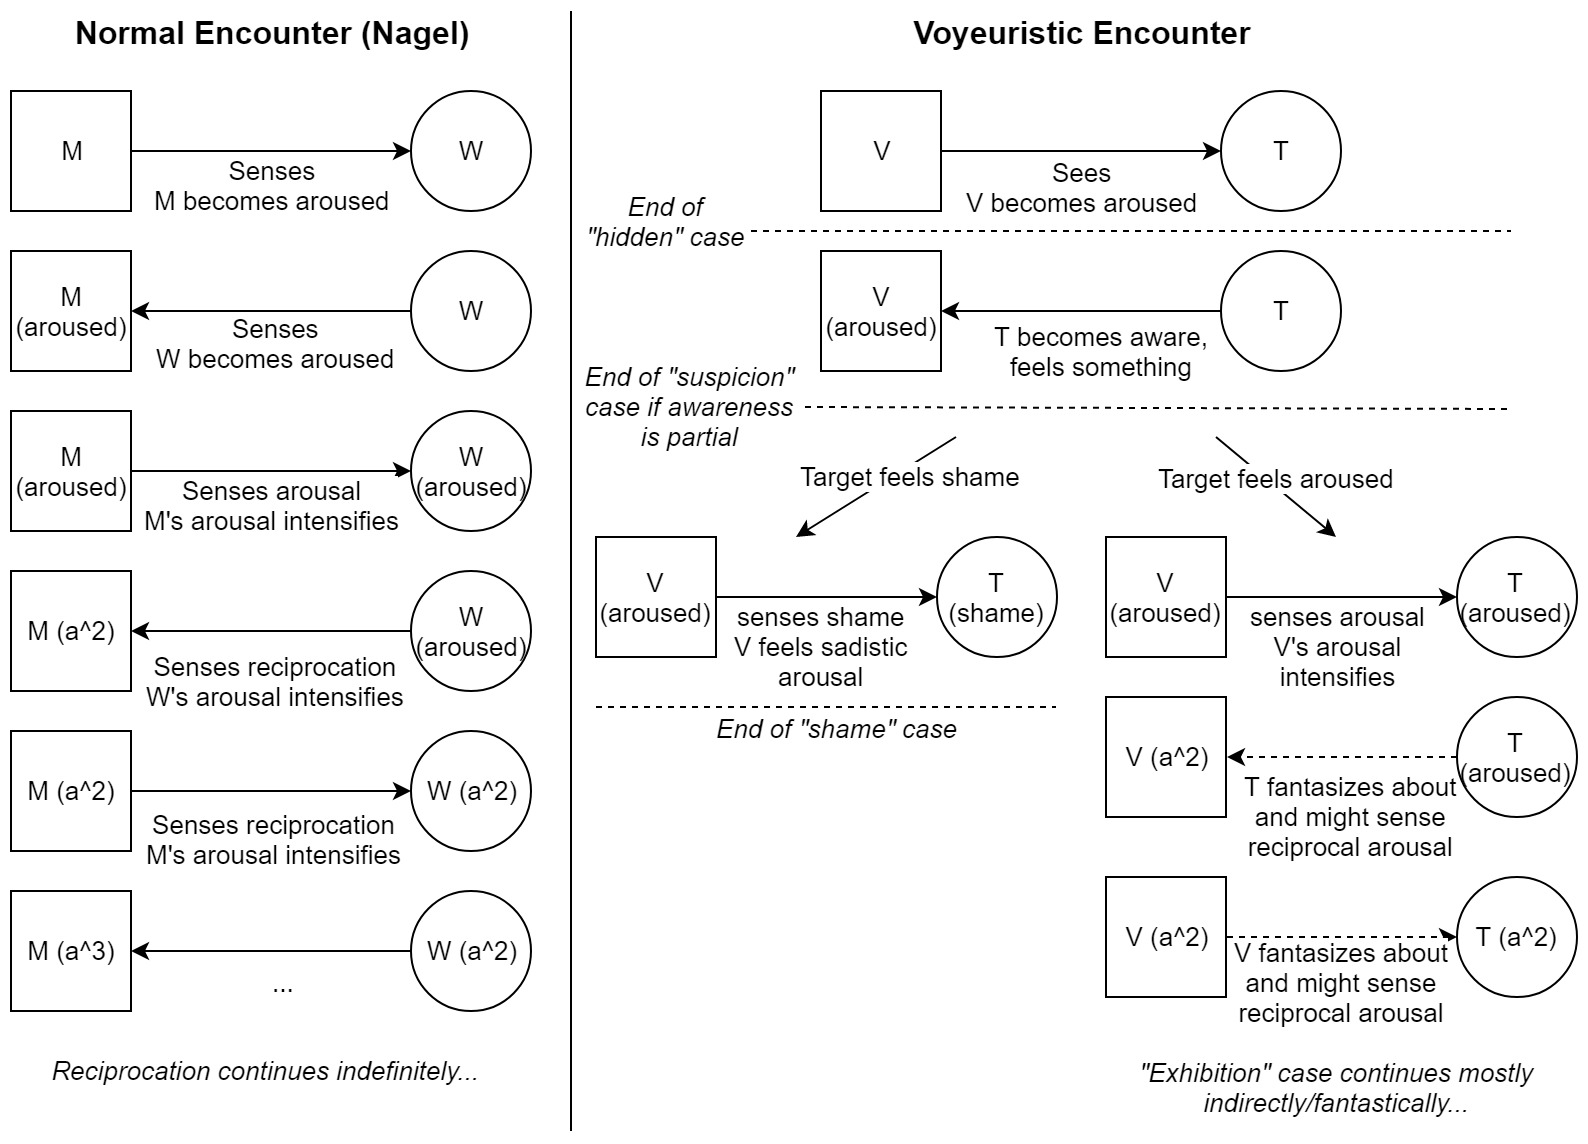 Normal Encounter (Nagel)
M
W
Senses
M becomes aroused
M
(aroused)
W
Senses
W becomes aroused
M
(aroused)
W
(aroused)
Senses arousal
M's arousal intensifies
M (a^2)
W
(aroused)
Senses reciprocation
W's arousal intensifies
M (a^2)
W (a^2)
Senses reciprocation
M's arousal intensifies
M (a^3)
W (a^2)
...
Reciprocation continues indefinitely...
Voyeuristic Encounter
V
T
Sees
V becomes aroused
End of
"hidden" case
V
(aroused)
T
T becomes aware,
feels something
End of "suspicion"
case if awareness
is partial
Target feels shame
Target feels aroused
V
(aroused)
T
(shame)
senses shame
V feels sadistic
arousal
End of "shame" case
V
(aroused)
T
(aroused)
senses arousal
V's arousal
intensifies
V (a^2)
T
(aroused)
T fantasizes about
and might sense
reciprocal arousal
V (a^2)
T (a^2)
V fantasizes about
and might sense
reciprocal arousal
"Exhibition" case continues mostly
indirectly/fantastically...